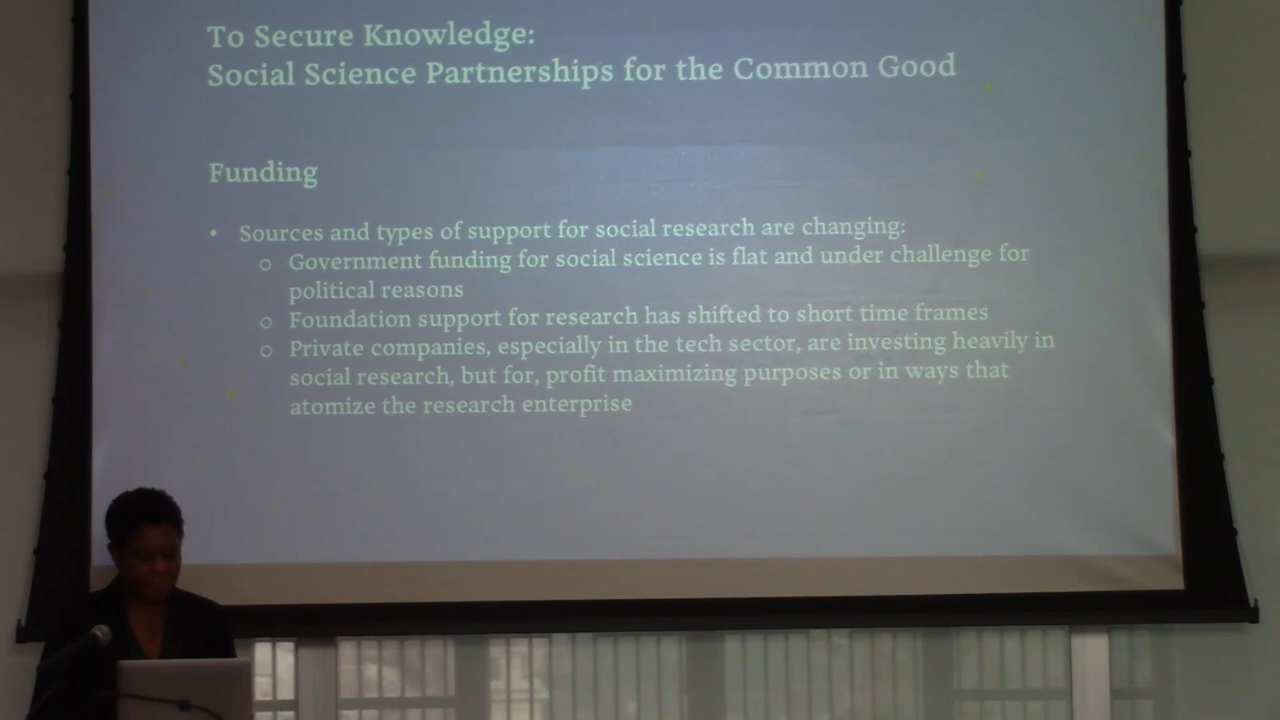 To Secure Knowledge:
Social Science Partnerships for the Common Good
Funding
• Sources and types of support for social research are changing:
o Government funding for social science is flat and under challenge for
political reasons
o Foundation support for research has shifted to short time frames
o Private companies, especially in the tech sector, are investing heavily in
social research, but for, profit maximizing purposes or in ways that
atomize the research enterprise